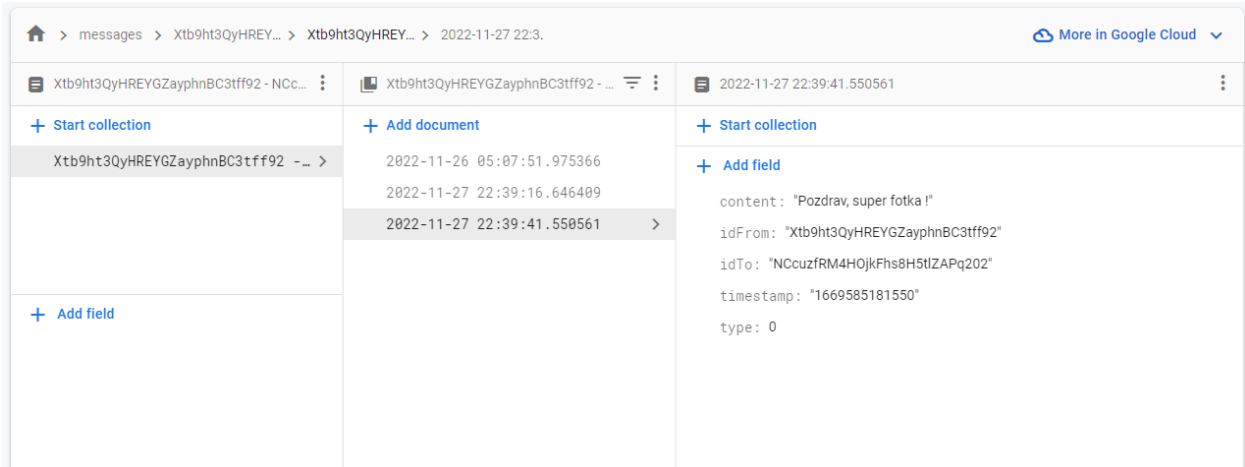 messages > Xtb9ht3QyHREY... > Xtb9ht3QyHREY... > 2022-11-27 22:3.
More in Google Cloud
Xtb9ht3QyHREYGZayphnBC3tff92 - NCc...
Xtb9ht3QyHREYGZayphnBC3tff92 - ...
2022-11-27 22:39:41.550561
+ Start collection
+ Add document
+ Start collection
Xtb9ht3QyHREYGZayphnBC3tff92 -... >
2022-11-26 05:07:51.975366
2022-11-27 22:39:16.646409
2022-11-27 22:39:41.550561 >
+ Add field
content: "Pozdrav, super fotka !"
idFrom: "Xtb9ht3QyHREYGZayphnBC3tff92"
idTo: "NCcuzfRM4HOjkFhs8H5tlZAPq202"
timestamp: "1669585181550"
type: 0
+ Add field